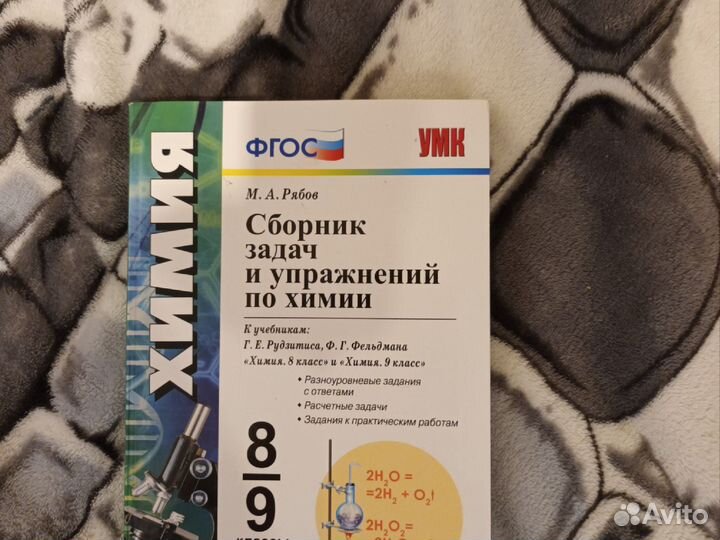 ХИМИЯ
ФГОС
УМК
М. А. Рябов
Сборник
задач
и упражнений
по химии
К учебникам:
Г. Е. Рудзитиса, Ф. Г. Фельдмана
«Химия. 8 класс» и «Химия. 9 класс»
• Разноуровневые задания
с ответами
• Расчетные задачи
• Задания к практическим работам
8
9
классы
2H₂O =
=2H₂ + O₂↑
2H₂O₂=
Avito